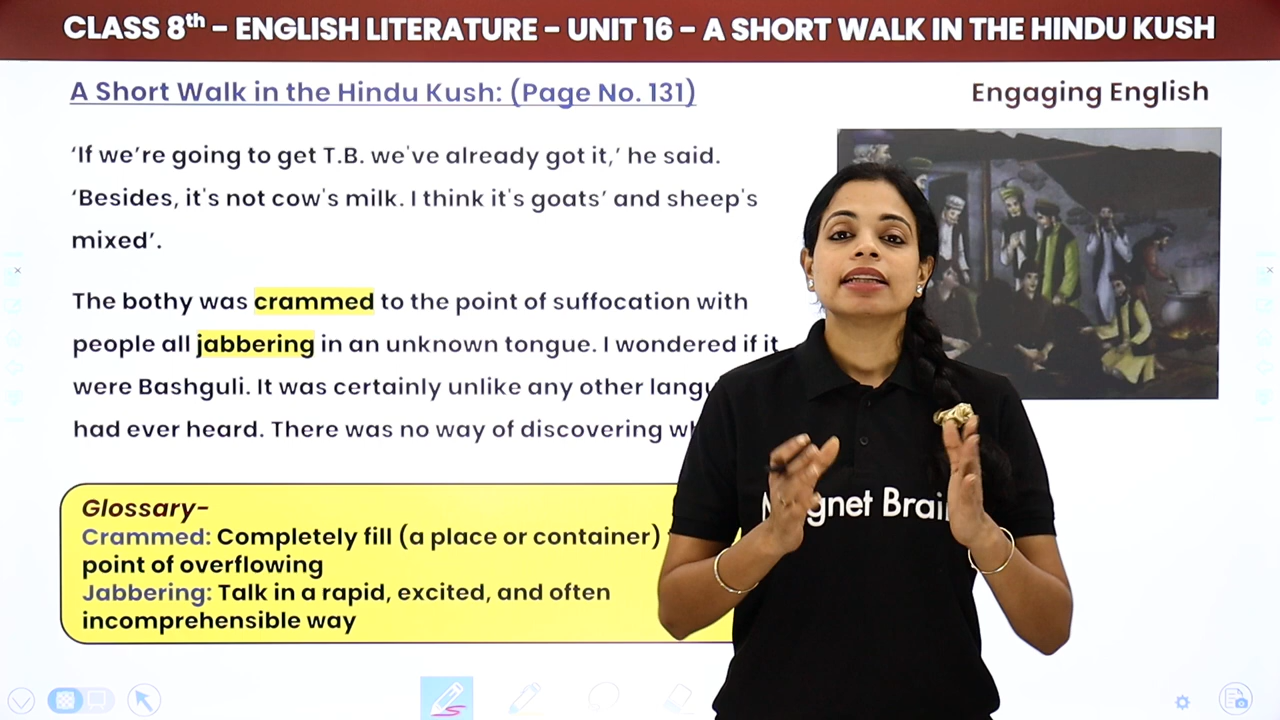 CLASS 8th - ENGLISH LITERATURE - UNIT 16 - A SHORT WALK IN THE HINDU KUSH
A Short Walk in the Hindu Kush: (Page No. 131)
Engaging English
‘If we're going to get T.B. we've already got it,’ he said.
‘Besides, it's not cow's milk. I think it's goats’ and sheep's
mixed’.
The bothy was crammed to the point of suffocation with
people all jabbering in an unknown tongue. I wondered if it
were Bashguli. It was certainly unlike any other
had ever heard. There was no way of discovering
Glossary-
Crammed: Completely fill (a place or container)
point of overflowing
Jabbering: Talk in a rapid, excited, and often
incomprehensible way